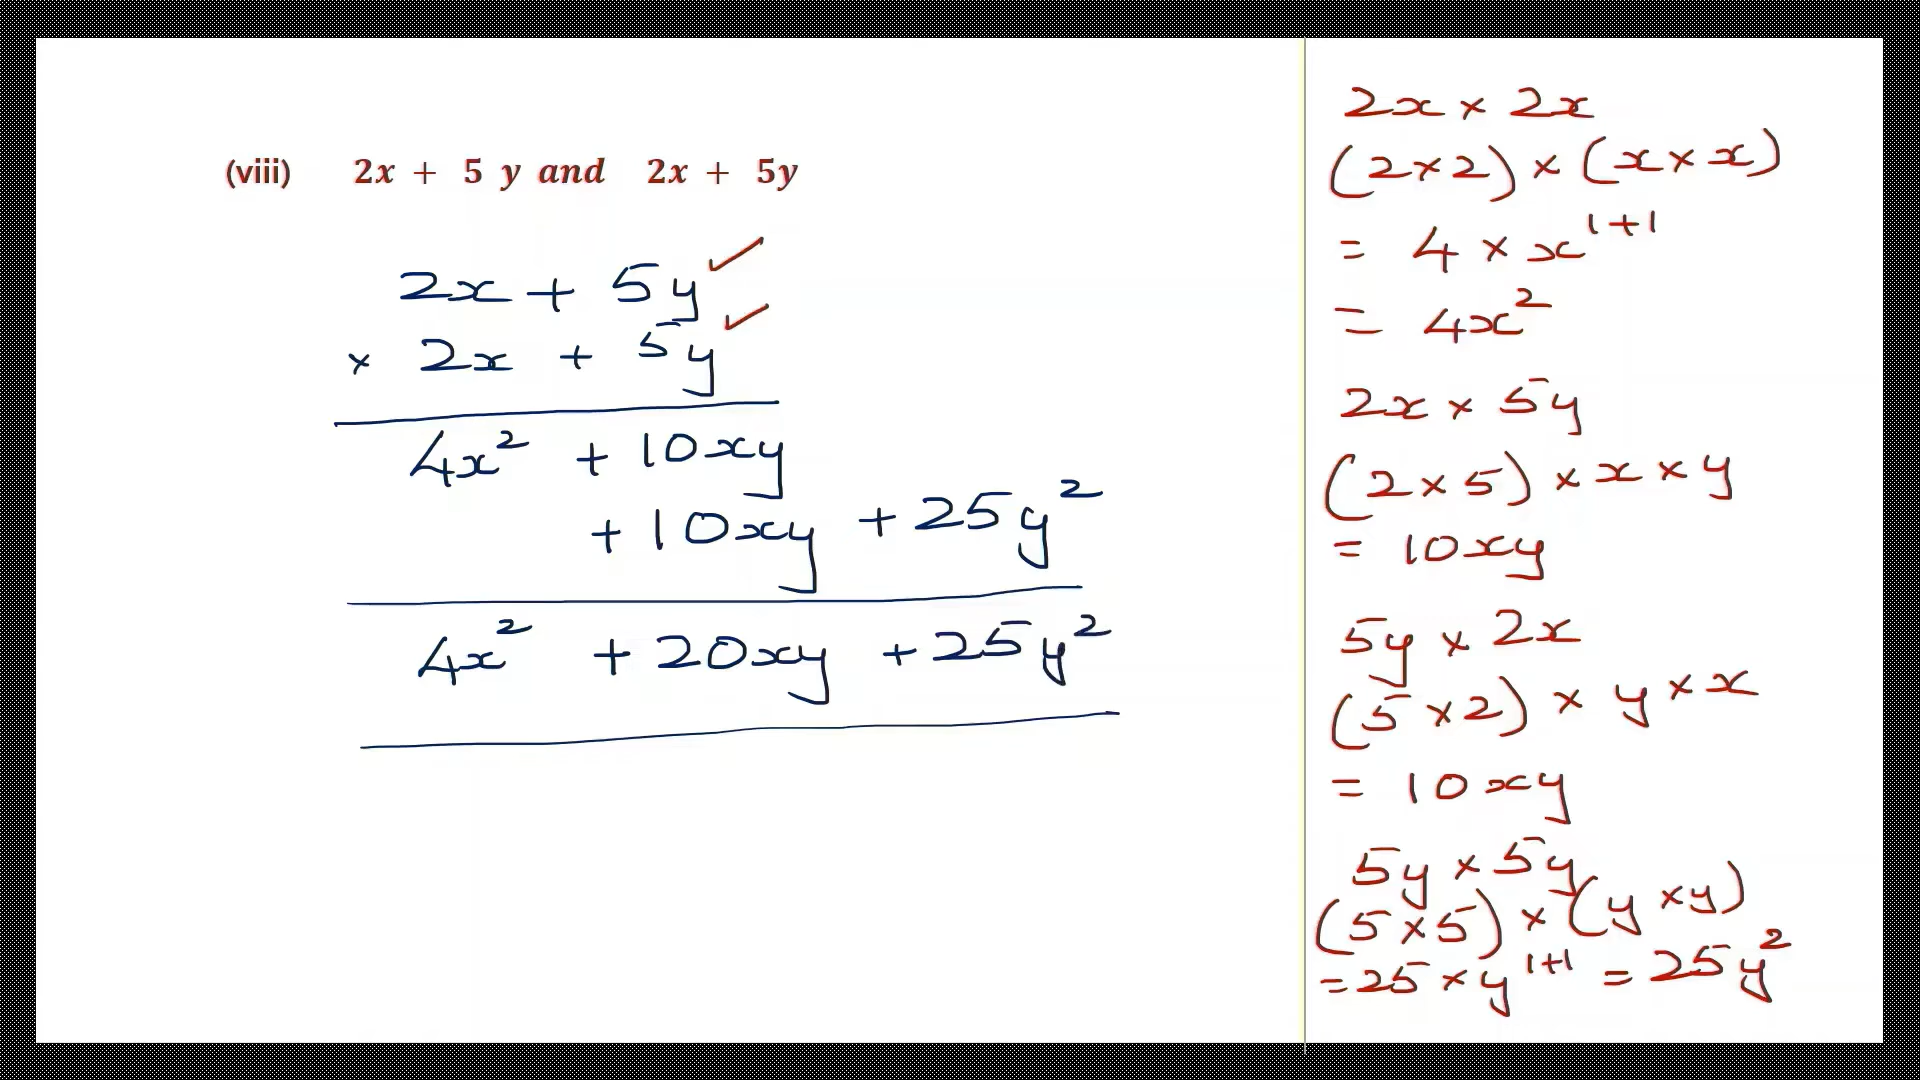 (viii) 2x + 5 y and 2x + 5y
2x + 5y ✓
× 2x + 5y ✓
4x² + 10xy
+ 10xy + 25y²
4x² + 20xy + 25y²
2x × 2x
(2×2) × (x × x)
= 4 × x¹⁺¹
= 4x²
2x × 5y
(2 × 5) × x × y
= 10xy
5y × 2x
(5 × 2) × y × x
= 10xy
5y × 5y
(5 × 5) × (y × y)
= 25 × y¹⁺¹ = 25y²